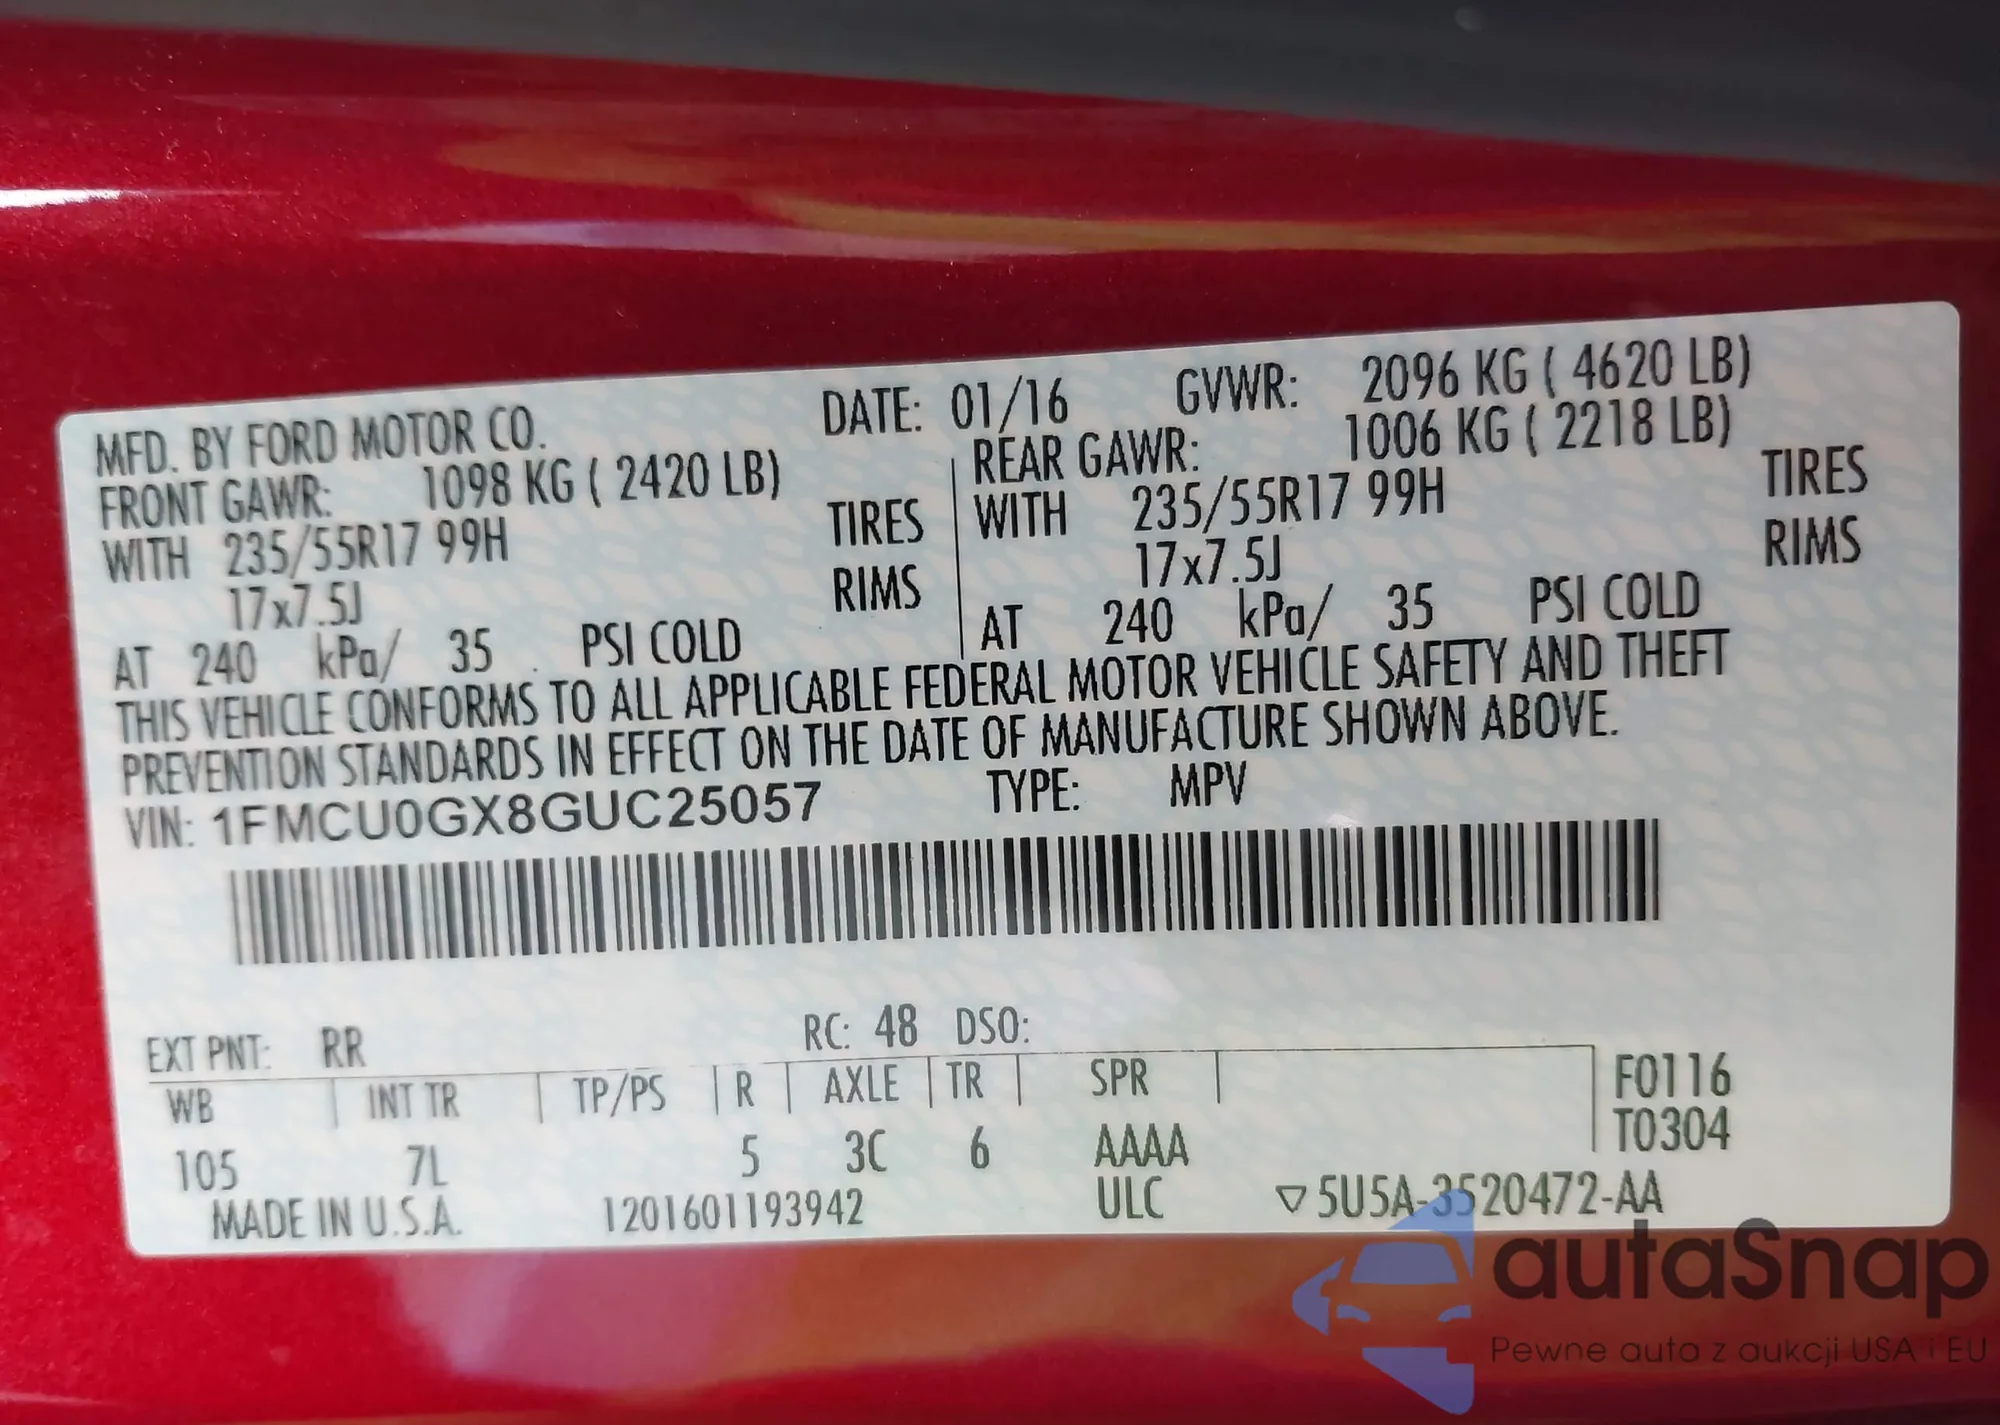 MFD. BY FORD MOTOR CO. DATE: 01/16 GVWR: 2096 KG ( 4620 LB)
FRONT GAWR: 1098 KG ( 2420 LB) REAR GAWR: 1006 KG ( 2218 LB)
WITH 235/55R17 99H TIRES WITH 235/55R17 99H TIRES
17x7.5J RIMS 17x7.5J RIMS
AT 240 kPa/ 35 PSI COLD AT 240 kPa/ 35 PSI COLD
THIS VEHICLE CONFORMS TO ALL APPLICABLE FEDERAL MOTOR VEHICLE SAFETY AND THEFT
PREVENTION STANDARDS IN EFFECT ON THE DATE OF MANUFACTURE SHOWN ABOVE.
VIN: 1FMCU0GX8GUC25057 TYPE: MPV
EXT PNT: RR RC: 48 DSO:
WB INT TR TP/PS R AXLE TR SPR F0116
105 7L 5 3C 6 AAAA T0304
MADE IN U.S.A. 1201601193942 ULC ▽5U5A-3520472-AA
autaSnap
Pewne auta z aukcji USA i EU